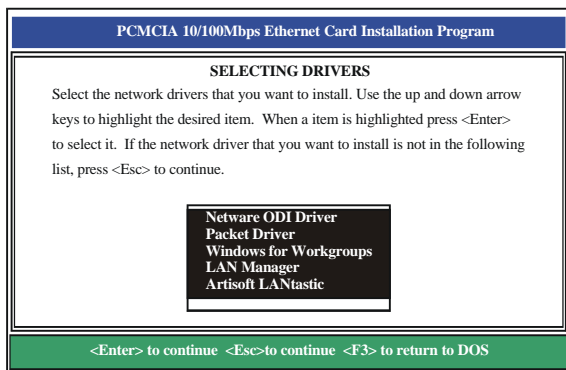 PCMCIA 10/100Mbps Ethernet Card Installation Program
SELECTING DRIVERS
Select the network drivers that you want to install. Use the up and down arrow
keys to highlight the desired item. When a item is highlighted press <Enter>
to select it. If the network driver that you want to install is not in the following
list, press <Esc> to continue.
Netware ODI Driver
Packet Driver
Windows for Workgroups
LAN Manager
Artisoft LANtastic
<Enter> to continue <Esc>to continue <F3> to return to DOS